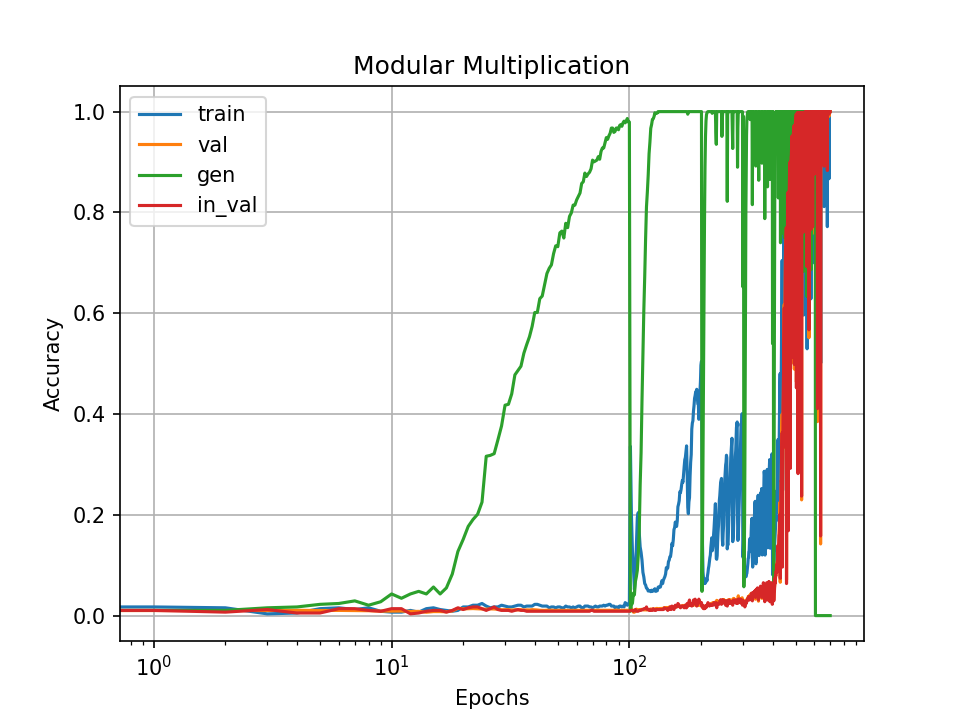 Modular Multiplication
train
val
gen
in_val
1.0
0.8
0.6
0.4
0.2
0.0
Accuracy
10⁰ 10¹ 10²
Epochs